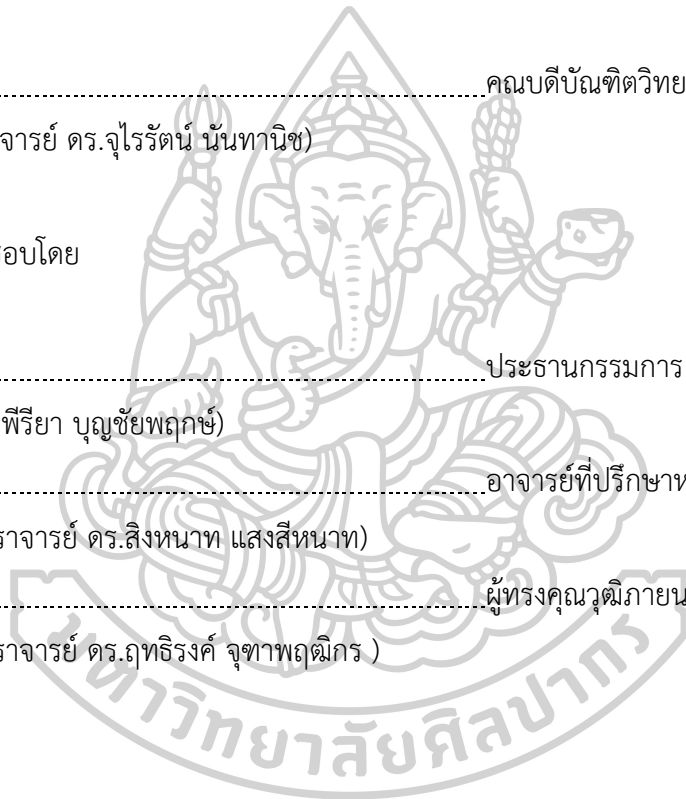 คณบดีบัณฑิตวิทย
จารย์ ดร.จุไรรัตน์ นันทานิช)
อบโดย
ประธานกรรมการ
พีรียา บุญชัยพฤกษ์)
อาจารย์ที่ปรึกษาห
ราจารย์ ดร.สิงหนาท แสงสีหนาท)
ผู้ทรงคุณวุฒิภายน
ราจารย์ ดร.ฤทธิรงค์ จุฑาพฤฒิกร )
มหาวิทยาลัยศิลปากร